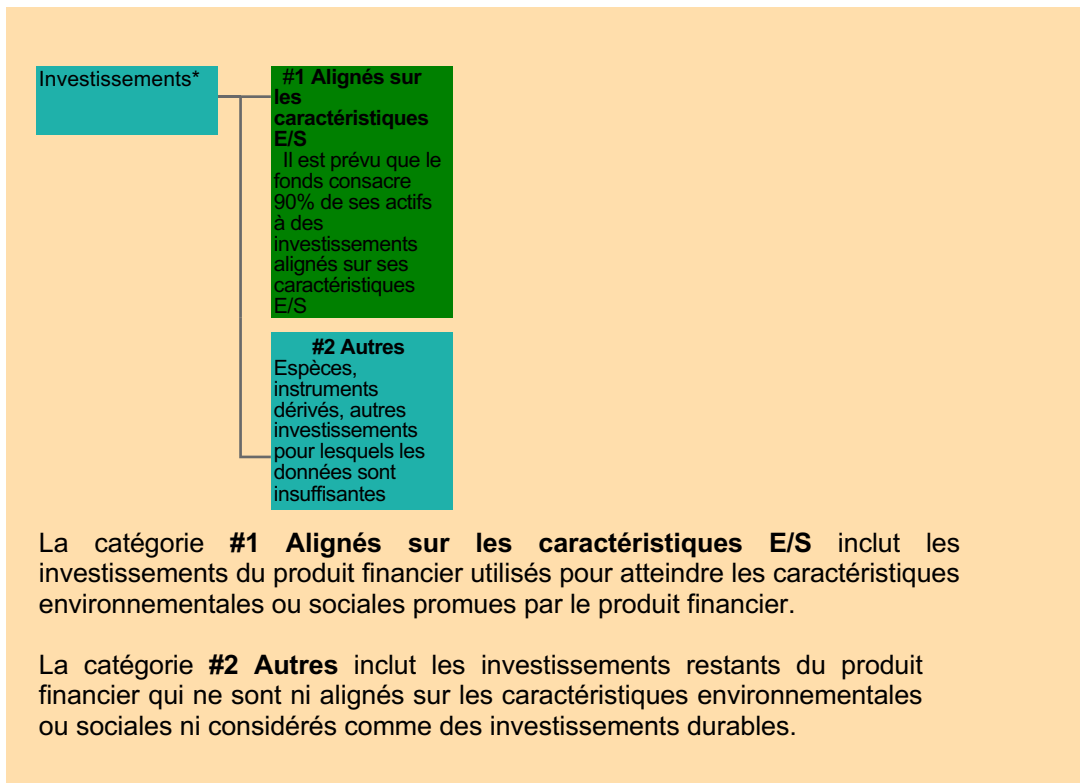 Investissements*
#1 Alignés sur
les
caractéristiques
E/S
Il est prévu que le
fonds consacre
90% de ses actifs
à des
investissements
alignés sur ses
caractéristiques
E/S
#2 Autres
Espèces,
instruments
dérivés, autres
investissements
pour lesquels les
données sont
insuffisantes
La catégorie #1 Alignés sur les caractéristiques E/S inclut les
investissements du produit financier utilisés pour atteindre les caractéristiques
environnementales ou sociales promues par le produit financier.
La catégorie #2 Autres inclut les investissements restants du produit
financier qui ne sont ni alignés sur les caractéristiques environnementales
ou sociales ni considérés comme des investissements durables.